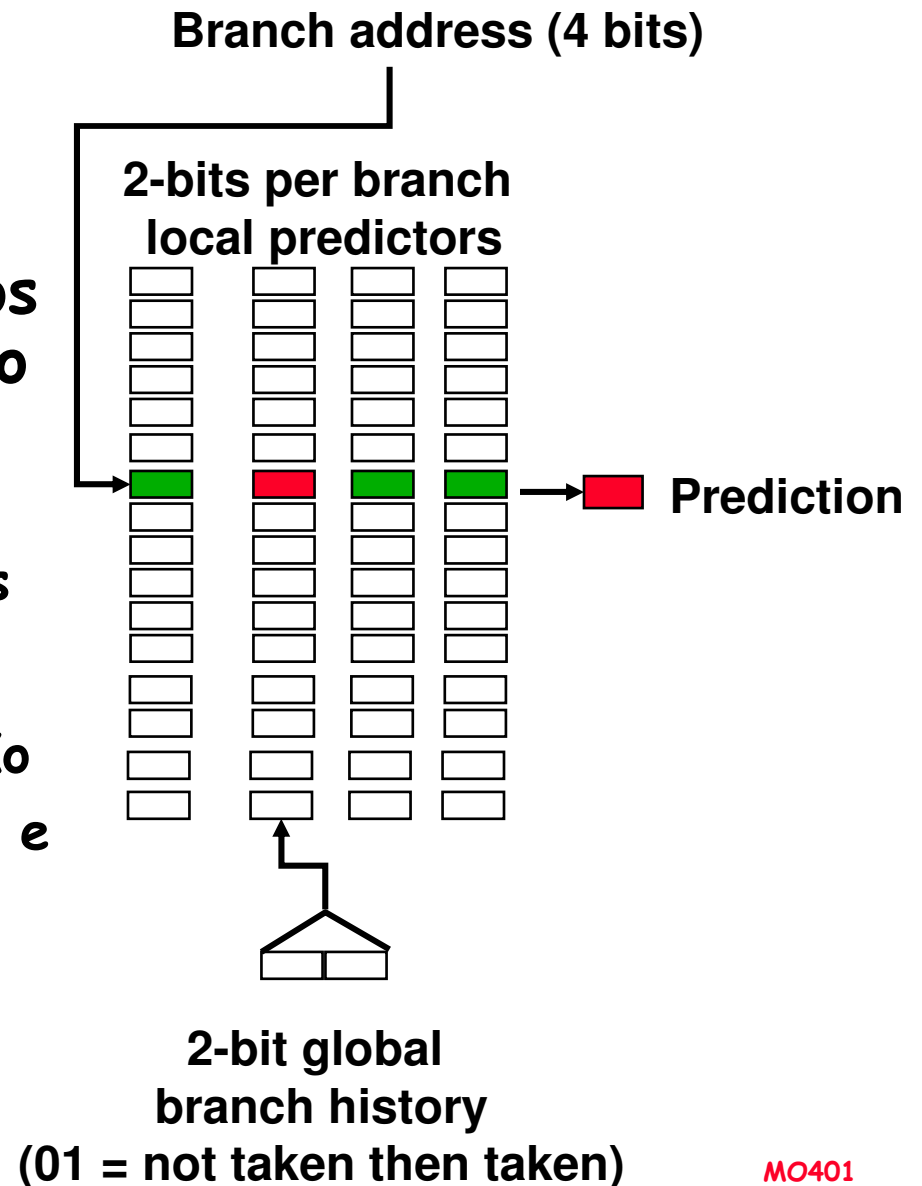 Branch address (4 bits)
2-bits per branch
local predictors
os
o
Prediction
s
e
2-bit global
branch history
(01 = not taken then taken)
MO401